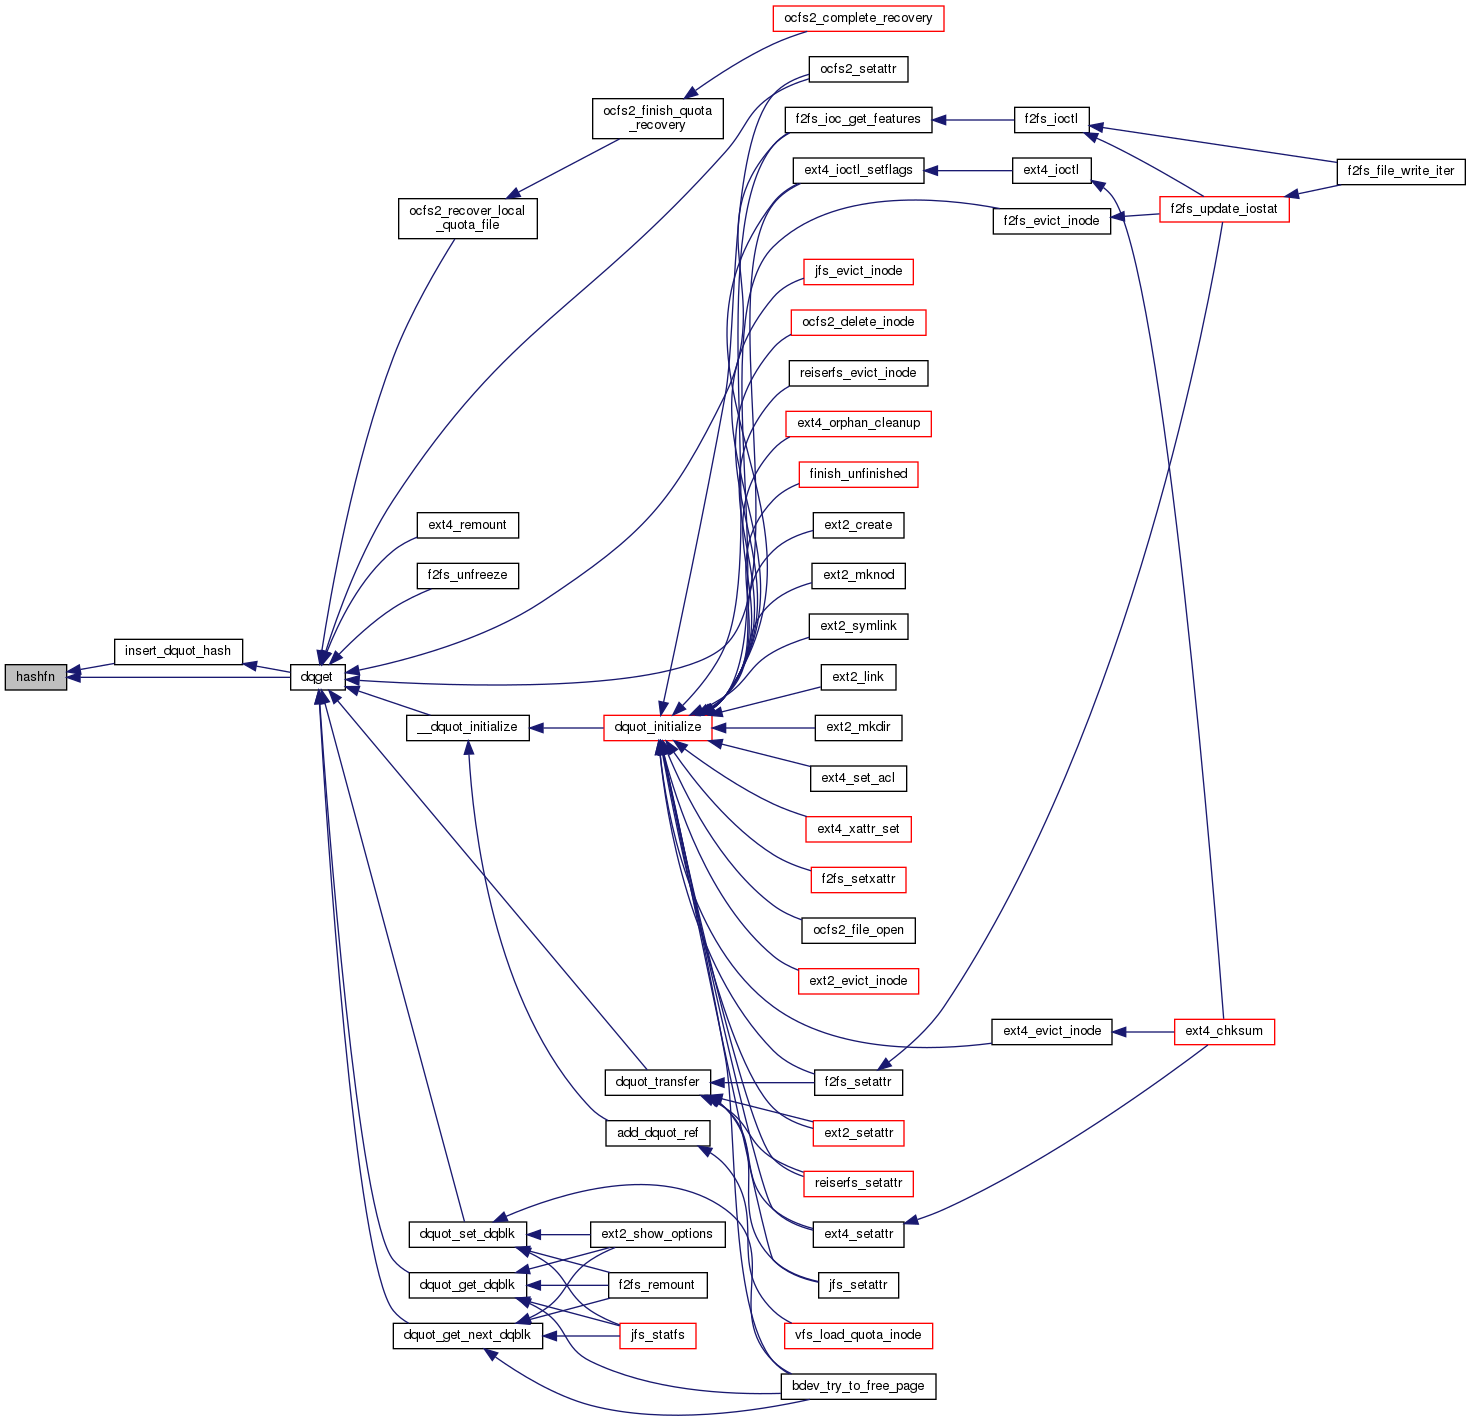 ocfs2_complete_recovery
ocfs2_setattr
ocfs2_finish_quota
_recovery
f2fs_ioc_get_features
f2fs_ioctl
ext4_ioctl_setflags
ext4_ioctl
f2fs_file_write_iter
ocfs2_recover_local
_quota_file
f2fs_evict_inode
f2fs_update_iostat
jfs_evict_inode
ocfs2_delete_inode
reiserfs_evict_inode
ext4_orphan_cleanup
finish_unfinished
ext4_remount
ext2_create
f2fs_unfreeze
ext2_mknod
ext2_symlink
insert_dquot_hash
hashfn
dqget
ext2_link
__dquot_initialize
dquot_initialize
ext2_mkdir
ext4_set_acl
ext4_xattr_set
f2fs_setxattr
ocfs2_file_open
ext2_evict_inode
ext4_evict_inode
ext4_chksum
dquot_transfer
f2fs_setattr
add_dquot_ref
ext2_setattr
reiserfs_setattr
dquot_set_dqblk
ext2_show_options
ext4_setattr
dquot_get_dqblk
f2fs_remount
jfs_setattr
dquot_get_next_dqblk
jfs_statfs
vfs_load_quota_inode
bdev_try_to_free_page